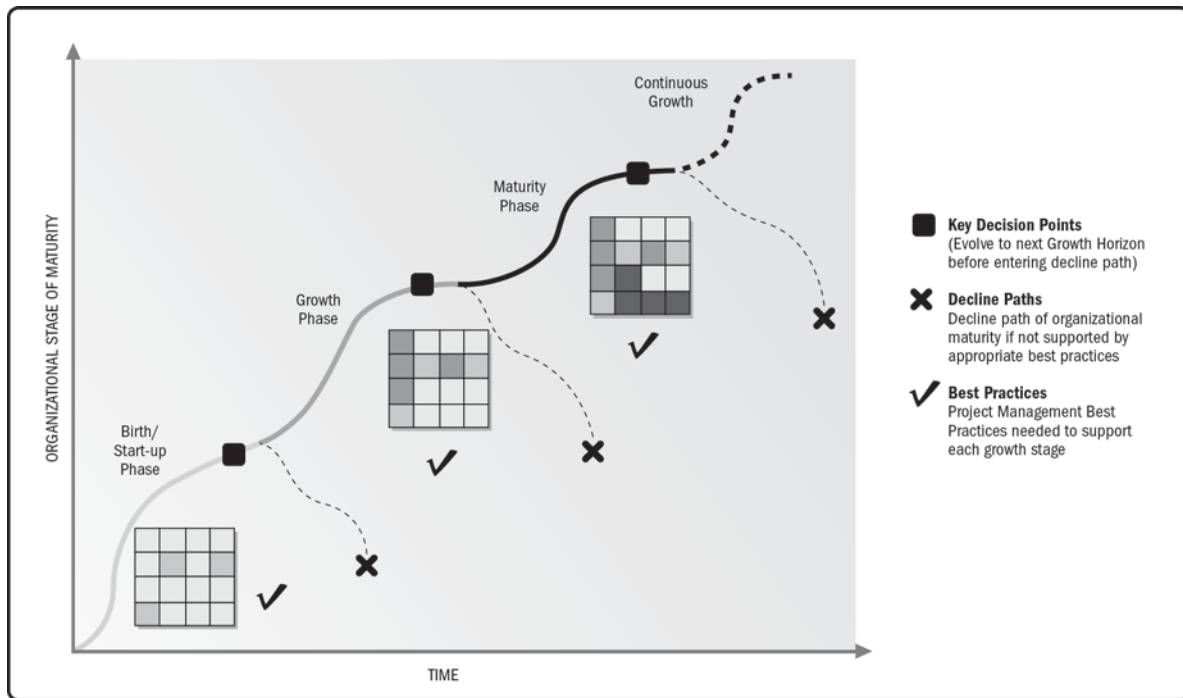 ORGANIZATIONAL STAGE OF MATURITY
Continuous
Growth
Maturity
Phase
Growth
Phase
Birth/
Start-up
Phase
TIME
Key Decision Points
(Evolve to next Growth Horizon
before entering decline path)
Decline Paths
Decline path of organizational
maturity if not supported by
appropriate best practices
Best Practices
Project Management Best
Practices needed to support
each growth stage